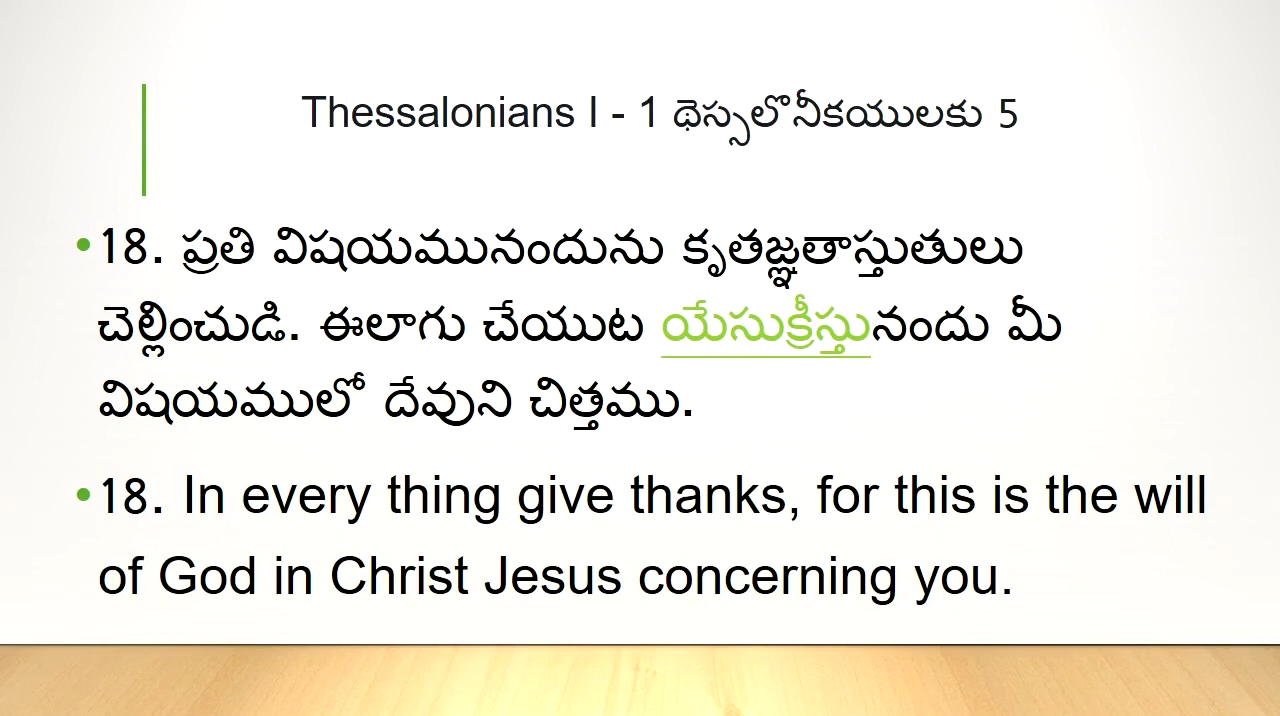 Thessalonians I - 1 థెస్సలొనీకయులకు 5
•18. ప్రతి విషయమునందును కృతజ్ఞతాస్తుతులు
చెల్లించుడి. ఈలాగు చేయుట యేసుక్రీస్తునందు మీ
విషయములో దేవుని చిత్తము.
•18. In every thing give thanks, for this is the will
of God in Christ Jesus concerning you.